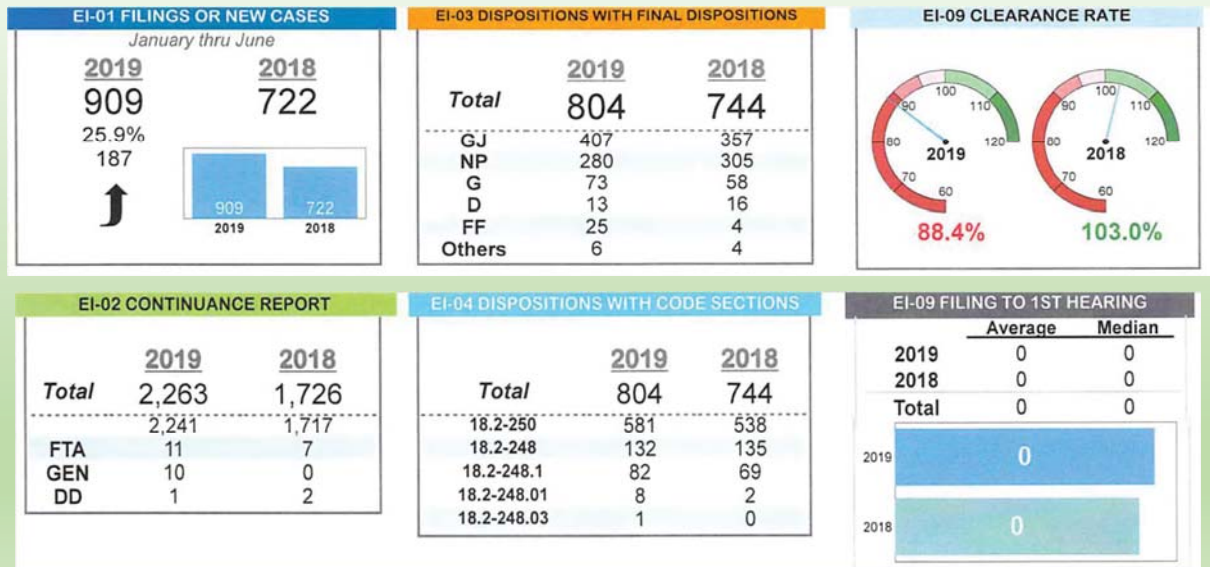 EI-01 FILINGS OR NEW CASES
January thru June
2019 2018
909 722
25.9%
187
909 722
2019 2018
EI-03 DISPOSITIONS WITH FINAL DISPOSITIONS
2019 2018
Total 804 744
GJ 407 357
NP 280 305
G 73 58
D 13 16
FF 25 4
Others 6 4
EI-09 CLEARANCE RATE
90 100 110
80 120
2019
70
60
88.4%
90 100 110
80 120
2018
70
60
103.0%
EI-02 CONTINUANCE REPORT
2019 2018
Total 2,263 1,726
2,241 1,717
FTA 11 7
GEN 10 0
DD 1 2
EI-04 DISPOSITIONS WITH CODE SECTIONS
2019 2018
Total 804 744
18.2-250 581 538
18.2-248 132 135
18.2-248.1 82 69
18.2-248.01 8 2
18.2-248.03 1 0
EI-09 FILING TO 1ST HEARING
Average Median
2019 0 0
2018 0 0
Total 0 0
2019 0
2018 0